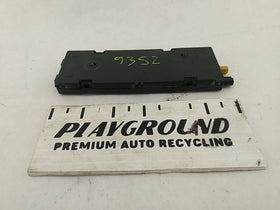 9352
PLAYGROUND
PREMIUM AUTO RECYCLING